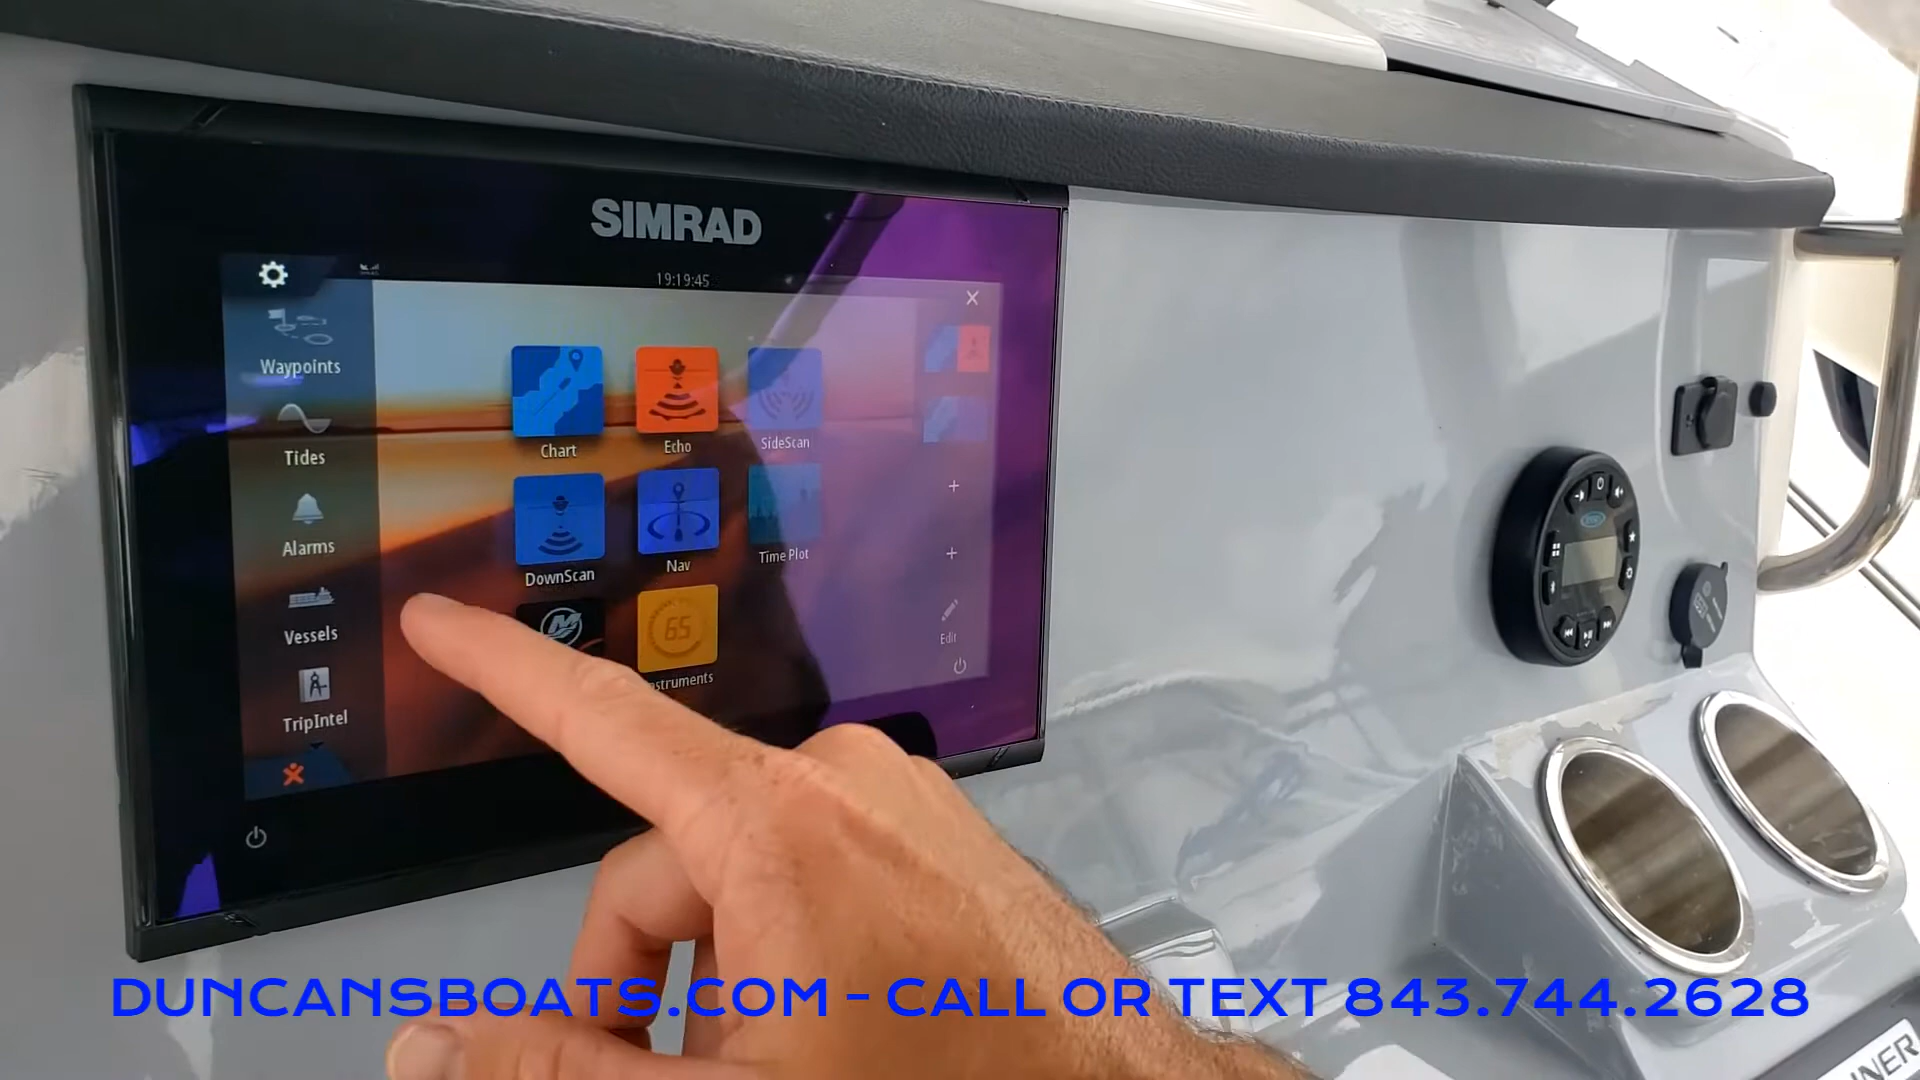 SIMRAD
19:19:45
Waypoints
Tides
Alarms
Vessels
TripIntel
Chart
Echo
SideScan
DownScan
Nav
Time Plot
65
Edit
DUNCANSBOATS.COM - CALL OR TEXT 843.744.2628